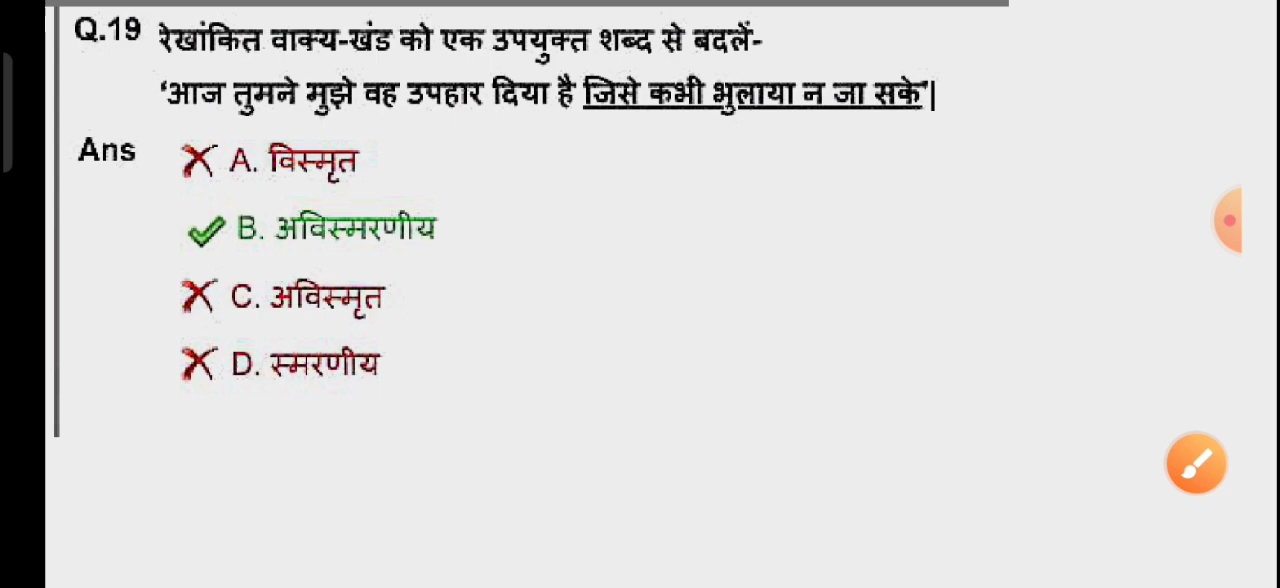 Q.19 रेखांकित वाक्य-खंड को एक उपयुक्त शब्द से बदलें-
‘आज तुमने मुझे वह उपहार दिया है जिसे कभी भुलाया न जा सके’|
Ans A. विस्मृत
B. अविस्मरणीय
C. अविस्मृत
D. स्मरणीय